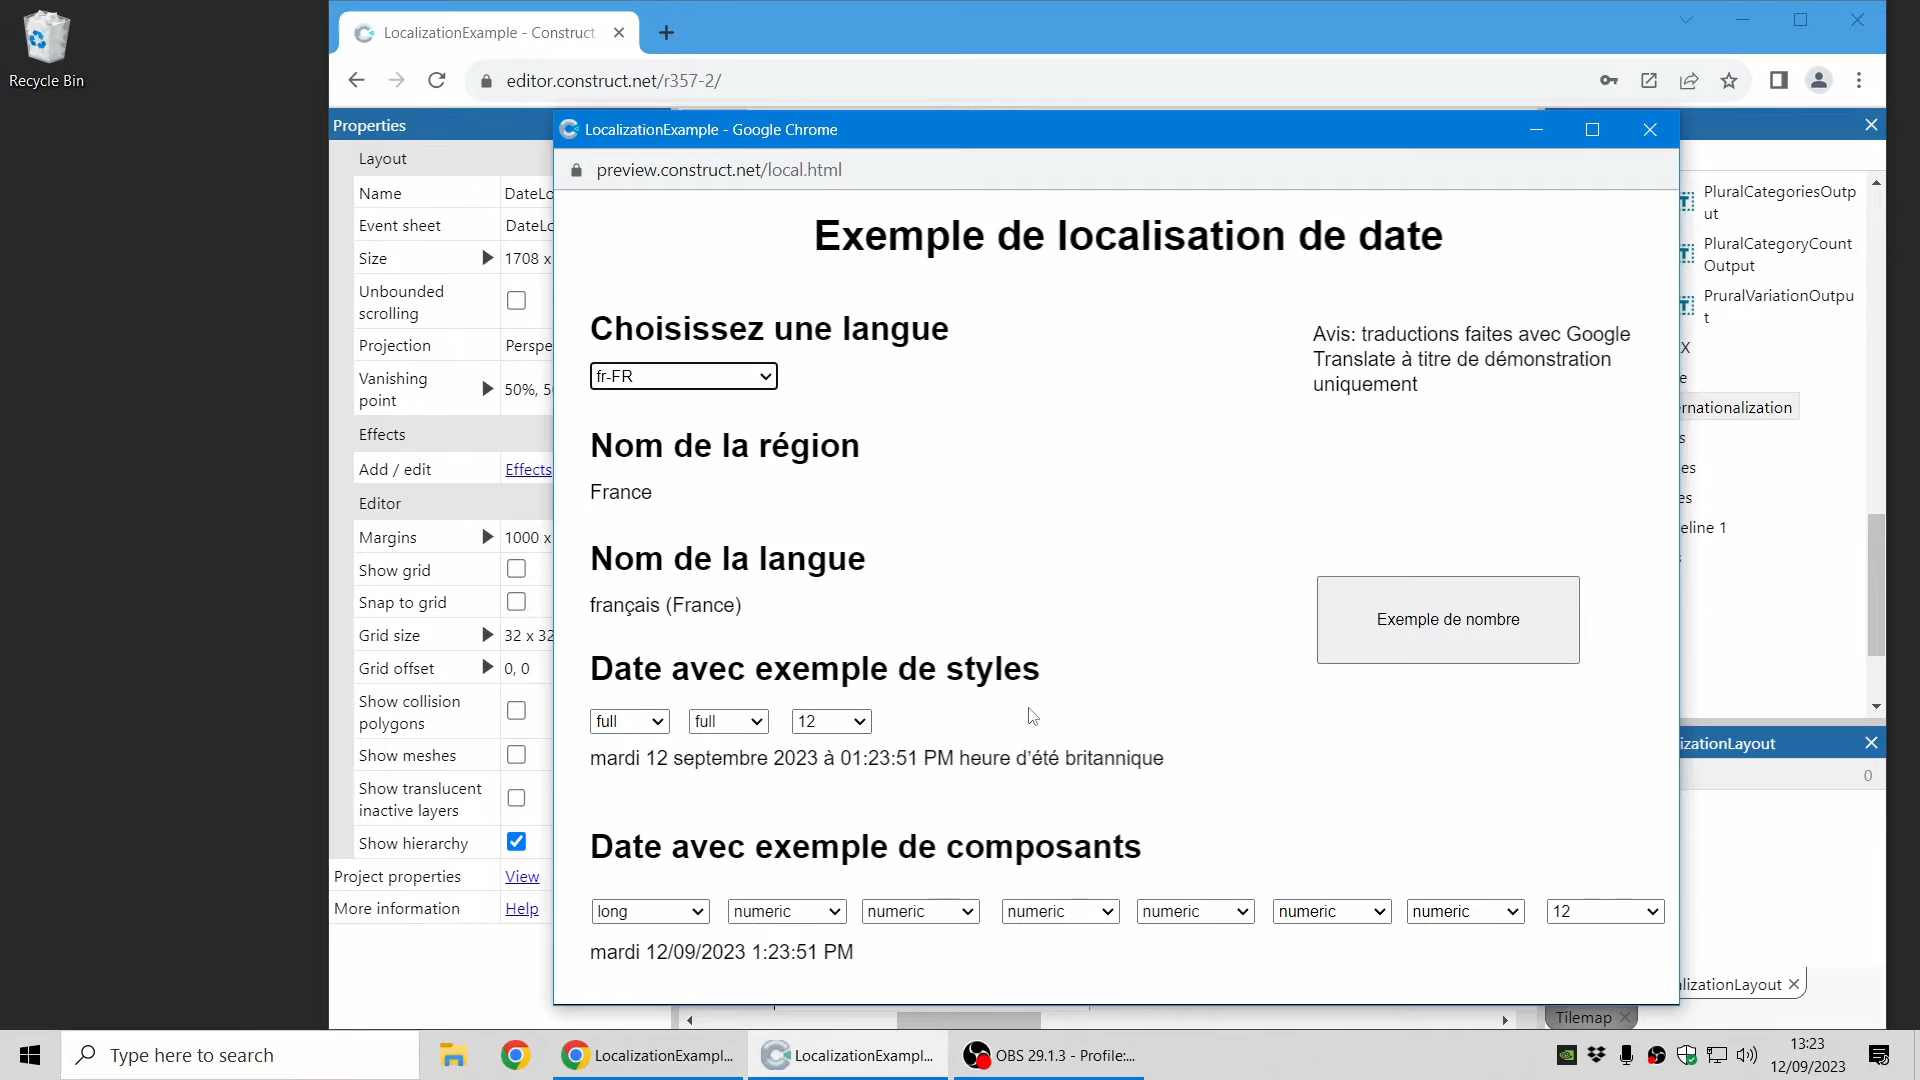 Recycle Bin
LocalizationExample - Construct
editor.construct.net/r357-2/
Properties
Layout
Name DateLo
Event sheet DateLo
Size 1708 x
Unbounded
scrolling
Projection Perspe
Vanishing
point
50%, 5
Effects
Add / edit Effects
Editor
Margins 1000 x
Show grid
Snap to grid
Grid size 32 x 32
Grid offset 0, 0
Show collision
polygons
Show meshes
Show translucent
inactive layers
Show hierarchy
Project properties View
More information Help
LocalizationExample - Google Chrome
preview.construct.net/local.html
Exemple de localisation de date
Choisissez une langue
fr-FR
Avis: traductions faites avec Google
Translate à titre de démonstration
uniquement
Nom de la région
France
Nom de la langue
français (France)
Exemple de nombre
Date avec exemple de styles
full full 12
mardi 12 septembre 2023 à 01:23:51 PM heure d’été britannique
Date avec exemple de composants
long numeric numeric numeric numeric numeric numeric 12
mardi 12/09/2023 1:23:51 PM
PluralCategoriesOutp
ut
PluralCategoryCount
Output
PruralVariationOutpu
t
X
e
ernationalization
s
es
es
eline 1
izationLayout
0
lizationLayout
Tilemap
Type here to search
LocalizationExampl...
LocalizationExampl...
OBS 29.1.3 - Profile:...
13:23
12/09/2023